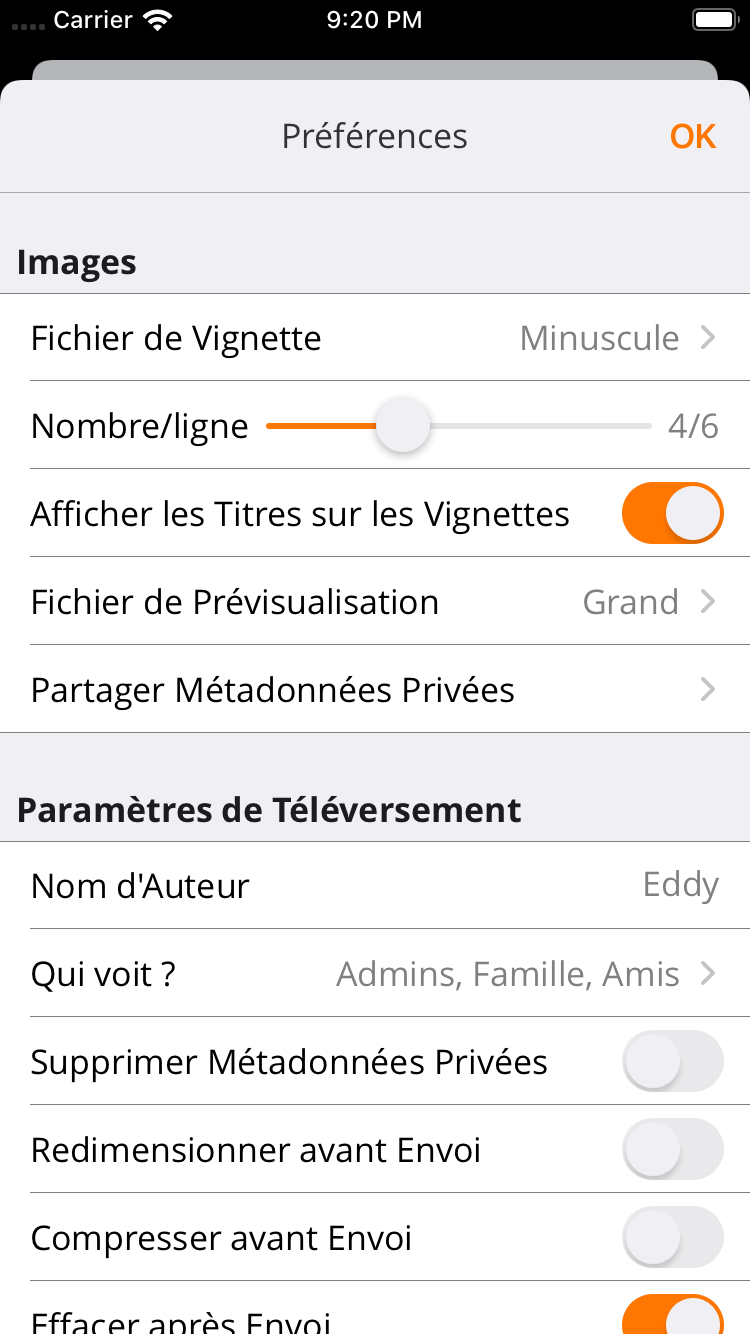 Carrier 9:20 PM
Préférences OK
Images
Fichier de Vignette Minuscule
Nombre/ligne 4/6
Afficher les Titres sur les Vignettes
Fichier de Prévisualisation Grand
Partager Métadonnées Privées
Paramètres de Téléversement
Nom d'Auteur Eddy
Qui voit ? Admins, Famille, Amis
Supprimer Métadonnées Privées
Redimensionner avant Envoi
Compresser avant Envoi
Effacer après Envoi